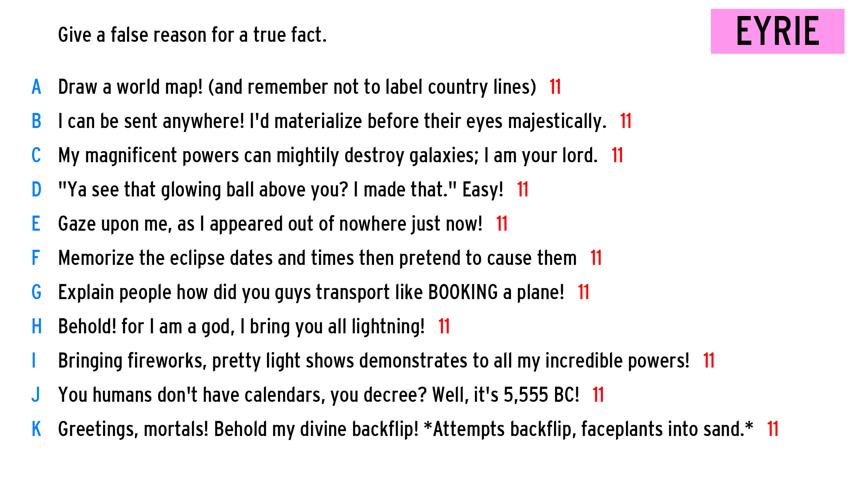 Give a false reason for a true fact.
EYRIE
A Draw a world map! (and remember not to label country lines) 11
B I can be sent anywhere! I'd materialize before their eyes majestically. 11
C My magnificent powers can mightily destroy galaxies; I am your lord. 11
D "Ya see that glowing ball above you? I made that." Easy! 11
E Gaze upon me, as I appeared out of nowhere just now! 11
F Memorize the eclipse dates and times then pretend to cause them 11
G Explain people how did you guys transport like BOOKING a plane! 11
H Behold! for I am a god, I bring you all lightning! 11
I Bringing fireworks, pretty light shows demonstrates to all my incredible powers! 11
J You humans don't have calendars, you decree? Well, it's 5,555 BC! 11
K Greetings, mortals! Behold my divine backflip! *Attempts backflip, faceplants into sand.* 11